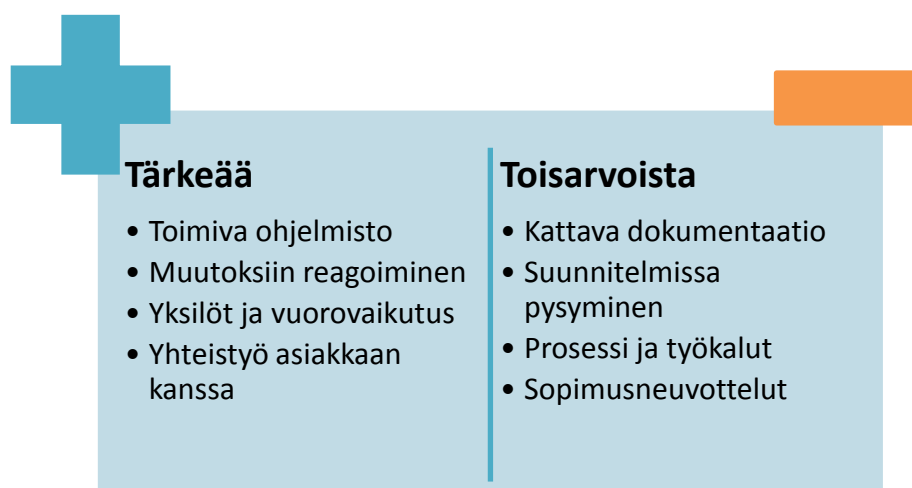 Tärkeää
• Toimiva ohjelmisto
• Muutoksiin reagoiminen
• Yksilöt ja vuorovaikutus
• Yhteistyö asiakkaan
kanssa
Toisarvoista
• Kattava dokumentaatio
• Suunnitelmissa
pysyminen
• Prosessi ja työkalut
• Sopimusneuvottelut